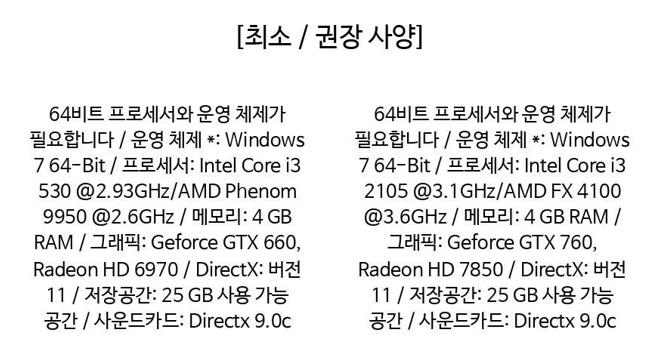 [최소 / 권장 사양]
64비트 프로세서와 운영 체제가
필요합니다 / 운영 체제 *: Windows
7 64-Bit / 프로세서: Intel Core i3
530 @2.93GHz/AMD Phenom
9950 @2.6GHz / 메모리: 4 GB
RAM / 그래픽: Geforce GTX 660,
Radeon HD 6970 / DirectX: 버전
11 / 저장공간: 25 GB 사용 가능
공간 / 사운드카드: Directx 9.0c
64비트 프로세서와 운영 체제가
필요합니다 / 운영 체제 *: Windows
7 64-Bit / 프로세서: Intel Core i3
2105 @3.1GHz/AMD FX 4100
@3.6GHz / 메모리: 4 GB RAM /
그래픽: Geforce GTX 760,
Radeon HD 7850 / DirectX: 버전
11 / 저장공간: 25 GB 사용 가능
공간 / 사운드카드: Directx 9.0c